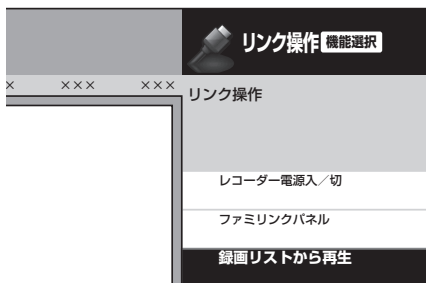 リンク操作 機能選択
× ××× ××× リンク操作
レコーダー電源入／切
ファミリンクパネル
録画リストから再生